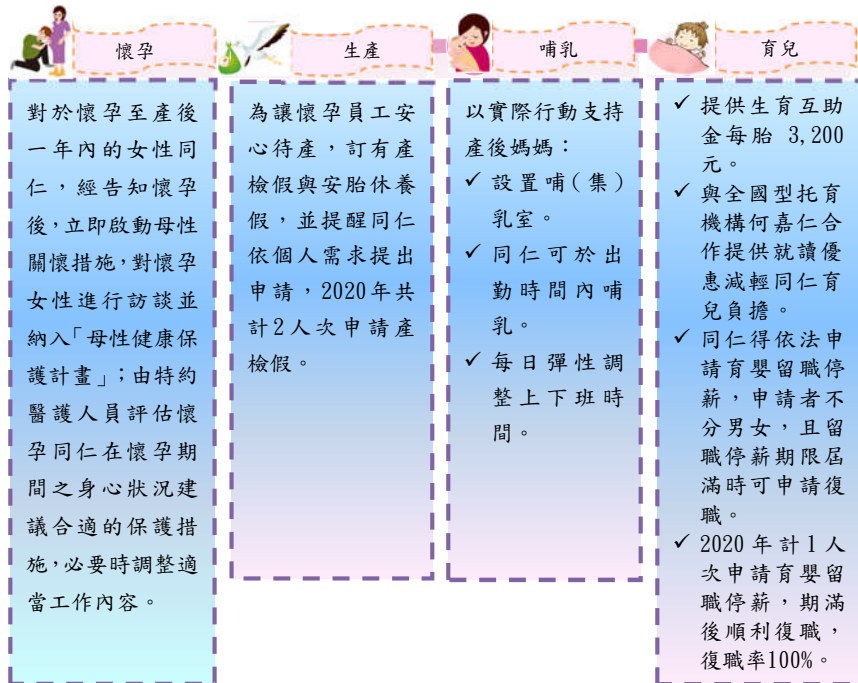 懷孕
對於懷孕至產後
一年內的女性同
仁，經告知懷孕
後，立即啟動母性
關懷措施，對懷孕
女性進行訪談並
納入「母性健康保
護計畫」；由特約
醫護人員評估懷
孕同仁在懷孕期
間之身心狀況建
議合適的保護措
施，必要時調整適
當工作內容。
生產
為讓懷孕員工安
心待產，訂有產
檢假與安胎休養
假，並提醒同仁
依個人需求提出
申請，2020年共
計2人次申請產
檢假。
哺乳
以實際行動支持
產後媽媽：
✓ 設置哺(集)
乳室。
✓ 同仁可於出
勤時間內哺
乳。
✓ 每日彈性調
整上下班時
間。
育兒
✓ 提供生育互助
金每胎 3,200
元。
✓ 與全國型托育
機構何嘉仁合
作提供就讀優
惠減輕同仁育
兒負擔。
✓ 同仁得依法申
請育嬰留職停
薪，申請者不
分男女，且留
職停薪期限屆
滿時可申請復
職。
✓ 2020 年計1人
次申請育嬰留
職停薪，期滿
後順利復職，
復職率100%。